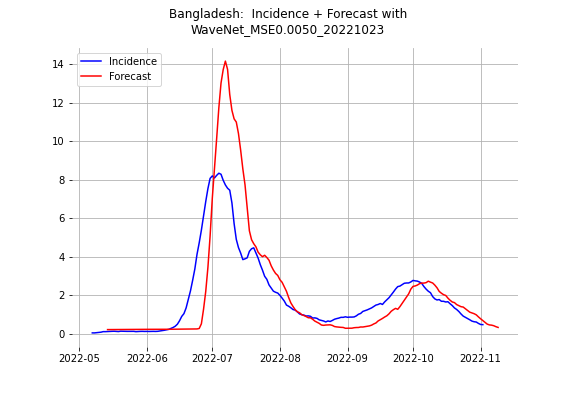 Bangladesh:  Incidence + Forecast with
WaveNet_MSE0.0050_20221023
Incidence
Forecast
14
12
10
8
6
4
2
0
2022-05 2022-06 2022-07 2022-08 2022-09 2022-10 2022-11